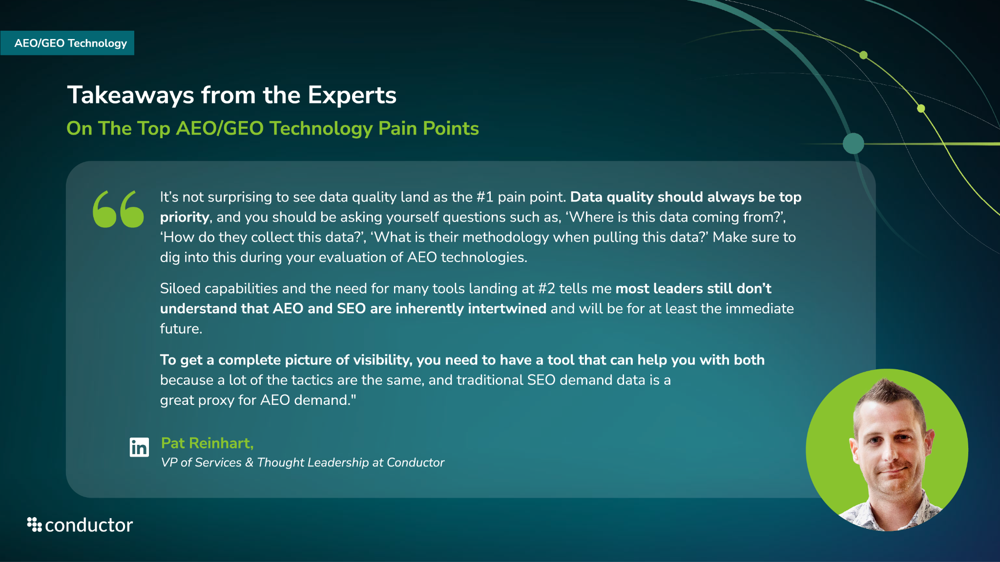 AEO/GEO Technology
Takeaways from the Experts
On The Top AEO/GEO Technology Pain Points
It’s not surprising to see data quality land as the #1 pain point. Data quality should always be top
priority, and you should be asking yourself questions such as, ‘Where is this data coming from?’,
‘How do they collect this data?’, ‘What is their methodology when pulling this data?’ Make sure to
dig into this during your evaluation of AEO technologies.
Siloed capabilities and the need for many tools landing at #2 tells me most leaders still don’t
understand that AEO and SEO are inherently intertwined and will be for at least the immediate
future.
To get a complete picture of visibility, you need to have a tool that can help you with both
because a lot of the tactics are the same, and traditional SEO demand data is a
great proxy for AEO demand."
in
Pat Reinhart,
VP of Services & Thought Leadership at Conductor
conductor